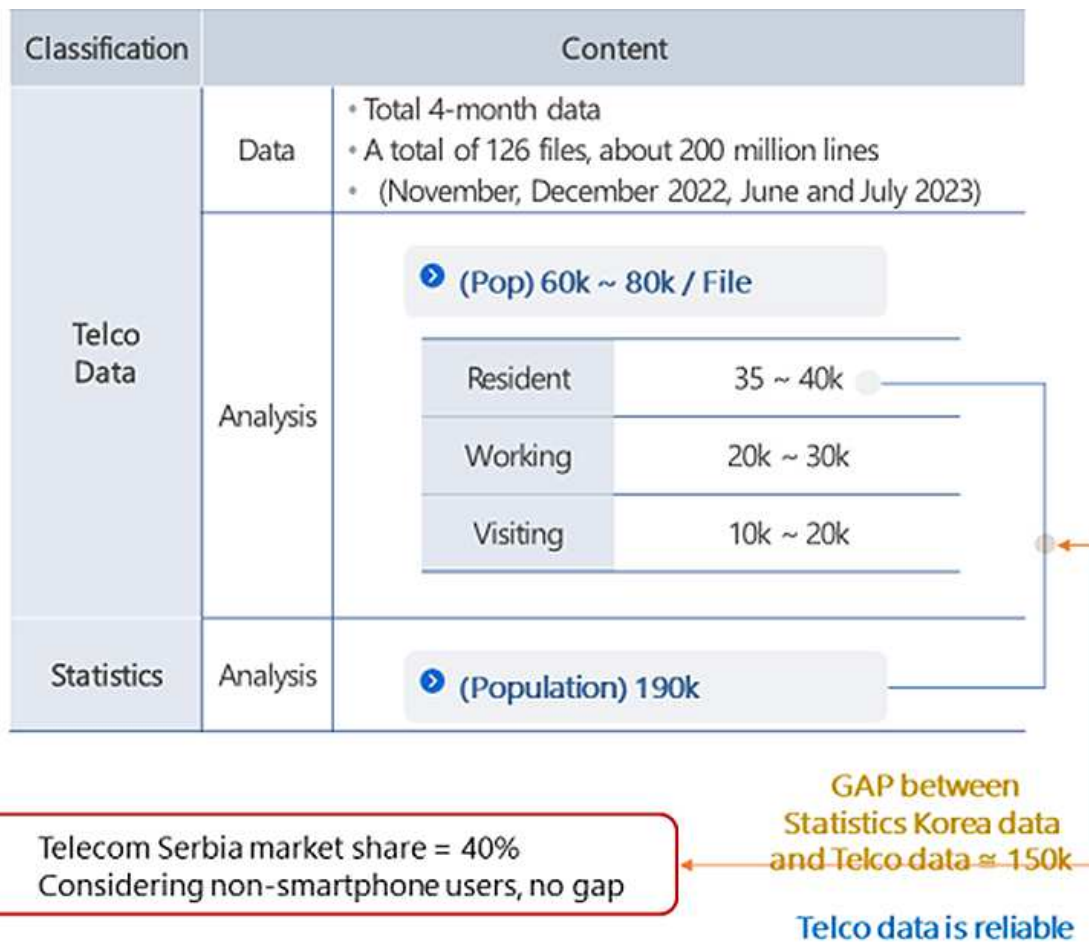 Classification Content
Telco
Data
Data
• Total 4-month data
• A total of 126 files, about 200 million lines
• (November, December 2022, June and July 2023)
Analysis
(Pop) 60k ~ 80k / File
Resident 35 ~ 40k
Working 20k ~ 30k
Visiting 10k ~ 20k
Statistics Analysis (Population) 190k
Telecom Serbia market share = 40%
Considering non-smartphone users, no gap
GAP between
Statistics Korea data
and Telco data ≅ 150k
Telco data is reliable